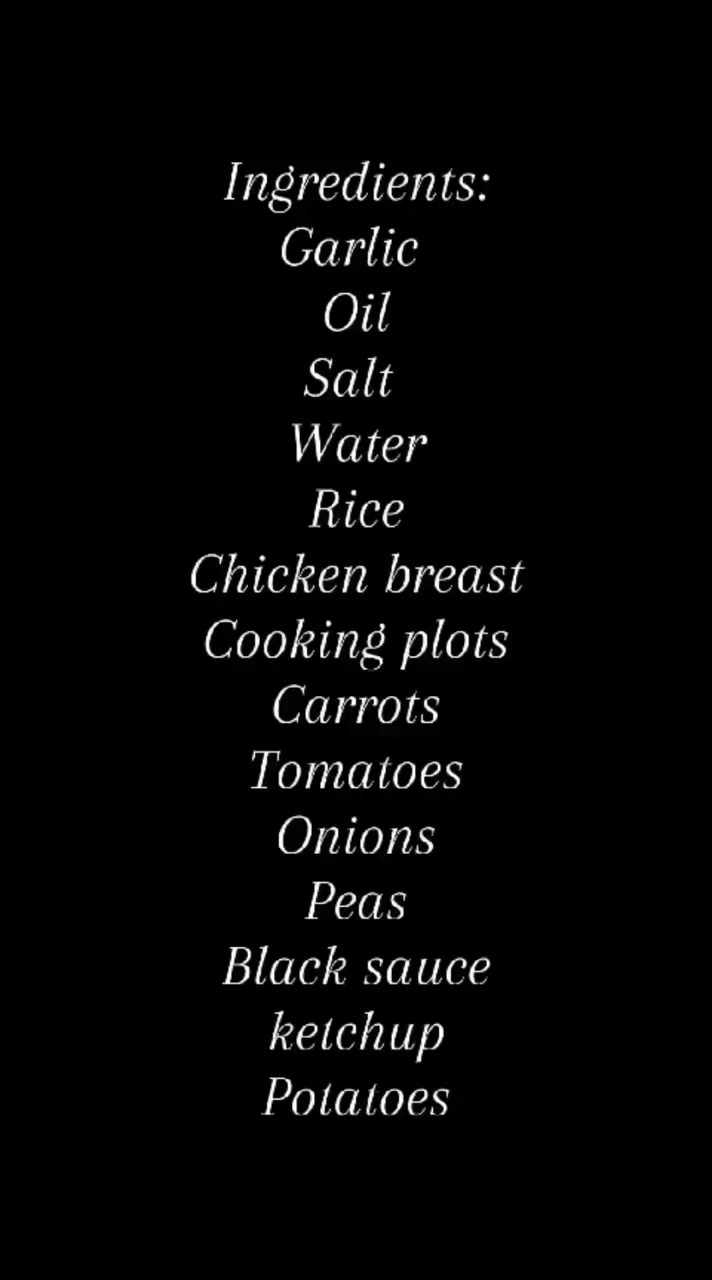 Ingredients:
Garlic
Oil
Salt
Water
Rice
Chicken breast
Cooking plots
Carrots
Tomatoes
Onions
Peas
Black sauce
ketchup
Potatoes